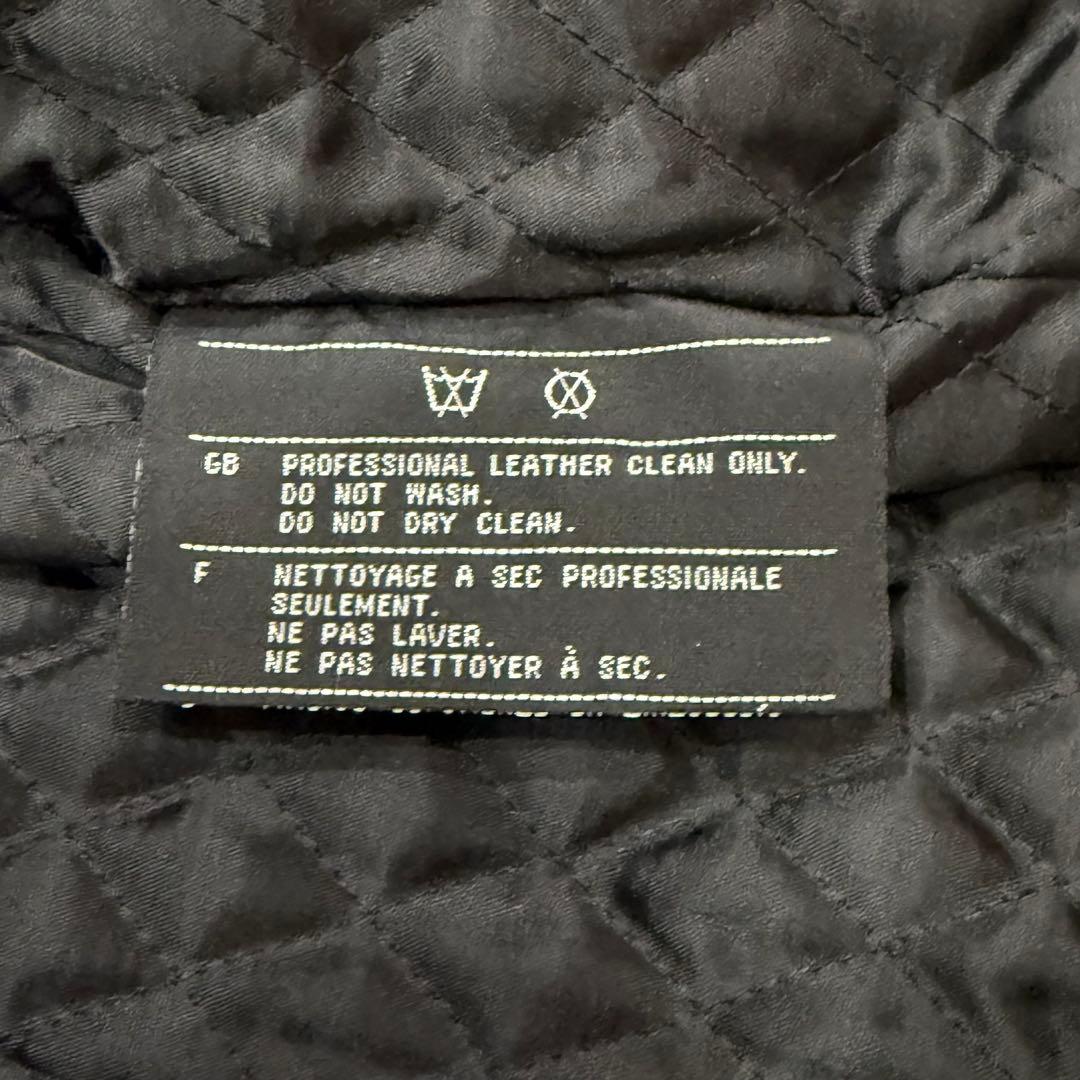 GB PROFESSIONAL LEATHER CLEAN ONLY.
DO NOT WASH.
DO NOT DRY CLEAN.
F NETTOYAGE A SEC PROFESSIONALE
SEULEMENT.
NE PAS LAVER.
NE PAS NETTOYER À SEC.